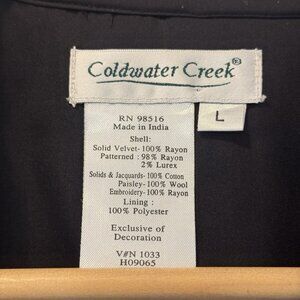 Coldwater Creek®
L
RN 98516
Made in India
Shell:
Solid Velvet- 100% Rayon
Patterned : 98% Rayon
2% Lurex
Solids & Jacquards- 100% Cotton
Paisley- 100% Wool
Embroidery- 100% Rayon
Lining :
100% Polyester
Exclusive of
Decoration
V#N 1033
H09065